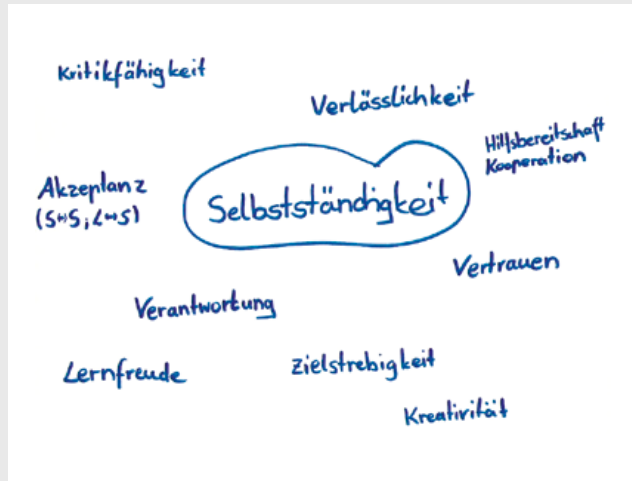 Kritikfähigkeit
Verlässlichkeit
Hilfsbereitschaft
Kooperation
Akzeptanz
(S↔S; L↔S)
Selbstständigkeit
Vertrauen
Verantwortung
Zielstrebigkeit
Lernfreude
Kreativität